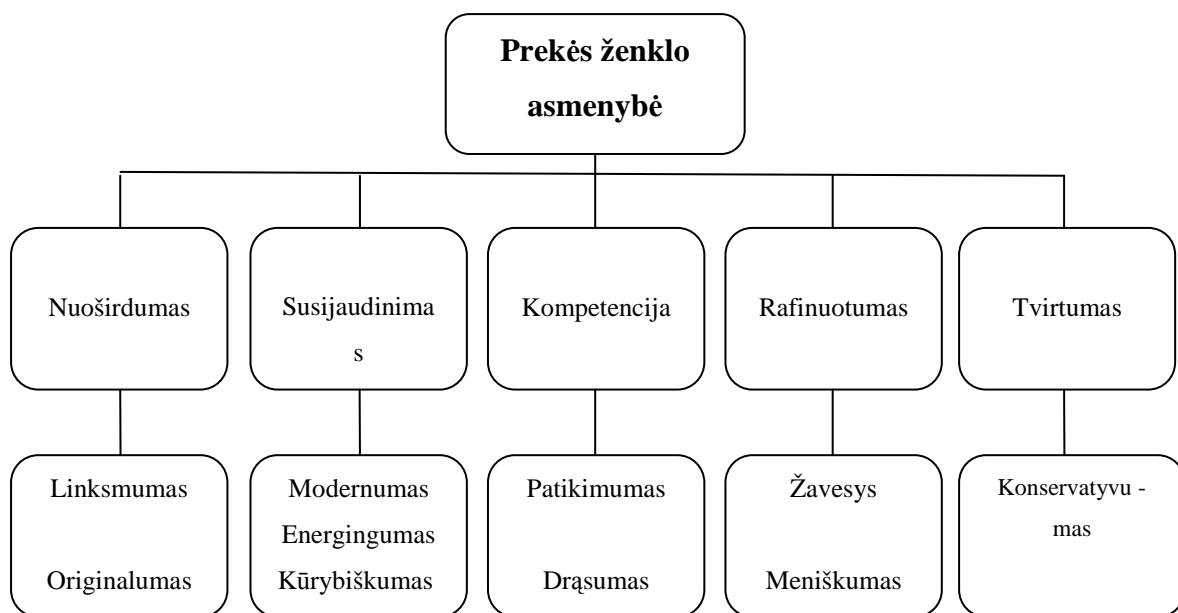 Prekės ženklo
asmenybė
Nuoširdumas
Susijaudinima
s
Kompetencija
Rafinuotumas
Tvirtumas
Linksmumas
Originalumas
Modernumas
Energingumas
Kūrybiškumas
Patikimumas
Drąsumas
Žavesys
Meniškumas
Konservatyvu -
mas